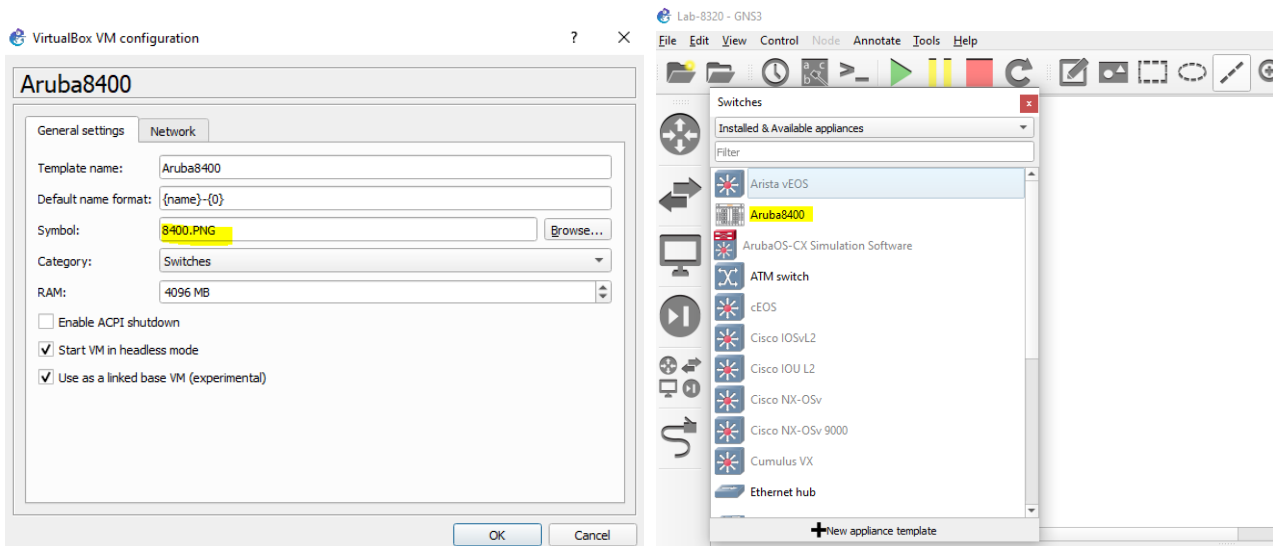 VirtualBox VM configuration
?
Aruba8400
General settings
Network
Template name:
Aruba8400
Default name format:
{name}-{0}
Symbol:
8400.PNG
Browse...
Category:
Switches
RAM:
4096 MB
Enable ACPI shutdown
Start VM in headless mode
Use as a linked base VM (experimental)
OK
Cancel
Lab-8320 - GNS3
File Edit View Control Node Annotate Tools Help
Switches
Installed & Available appliances
Filter
Arista vEOS
Aruba8400
ArubaOS-CX Simulation Software
ATM switch
cEOS
Cisco IOSvL2
Cisco IOU L2
Cisco NX-OSv
Cisco NX-OSv 9000
Cumulus VX
Ethernet hub
New appliance template